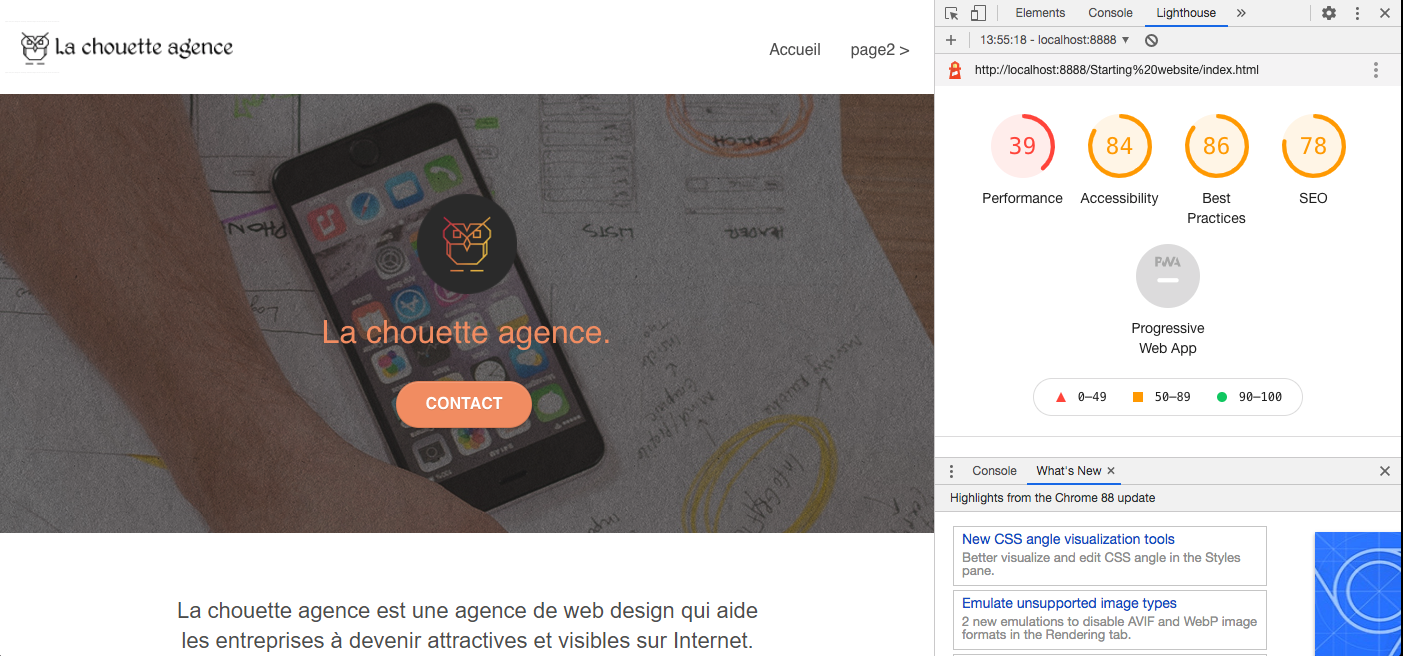 La chouette agence
Accueil page2 >
SEARCH
PHON
LISTS
HEADER
La chouette agence.
CONTACT
La chouette agence est une agence de web design qui aide
les entreprises à devenir attractives et visibles sur Internet.
Elements Console Lighthouse »
+ 13:55:18 - localhost:8888 ▼
http://localhost:8888/Starting%20website/index.html
39 84 86 78
Performance Accessibility Best SEO
Practices
PWA
Progressive
Web App
0–49 50–89 90–100
Console What's New ×
Highlights from the Chrome 88 update
New CSS angle visualization tools
Better visualize and edit CSS angle in the Styles
pane.
Emulate unsupported image types
2 new emulations to disable AVIF and WebP image
formats in the Rendering tab.